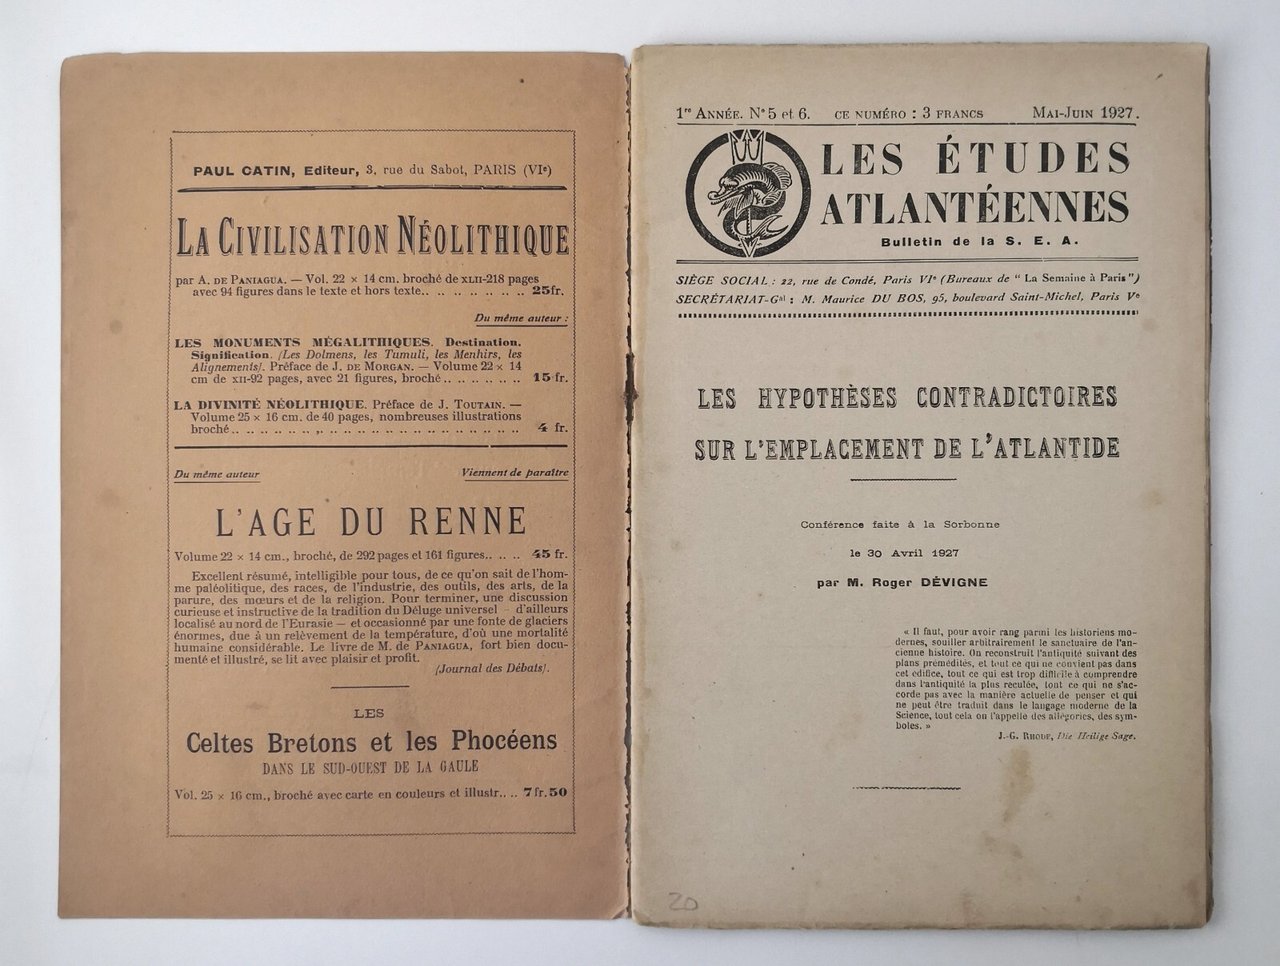 PAUL CATIN, Editeur, 3, rue du Sabot, PARIS (VIe)
LA CIVILISATION NÉOLITHIQUE
par A. DE PANIAGUA. — Vol. 22 × 14 cm. broché de XLII-218 pages
avec 94 figures dans le texte et hors texte.. .. .. .. .. .. .. .. 25 fr.
Du même auteur :
LES MONUMENTS MÉGALITHIQUES. Destination.
Signification. (Les Dolmens, les Tumuli, les Menhirs, les
Alignements). Préface de J. DE MORGAN. — Volume 22 × 14
cm de XII-92 pages, avec 21 figures, broché .. .. .. .. .. .. .. 15 fr.
LA DIVINITÉ NÉOLITHIQUE. Préface de J. TOUTAIN. —
Volume 25 × 16 cm. de 40 pages, nombreuses illustrations
broché .. .. .. .. .. .. .. .. .. .. .. .. .. .. .. .. .. .. .. .. 4 fr.
Du même auteur Viennent de paraître
L'AGE DU RENNE
Volume 22 × 14 cm., broché, de 292 pages et 161 figures.. .. .. 45 fr.
Excellent résumé, intelligible pour tous, de ce qu'on sait de l'hom-
me paléolitique, des races, de l'industrie, des outils, des arts, de la
parure, des mœurs et de la religion. Pour terminer, une discussion
curieuse et instructive de la tradition du Déluge universel – d'ailleurs
localisé au nord de l'Eurasie — et occasionné par une fonte de glaciers
énormes, due à un relèvement de la température, d'où une mortalité
humaine considérable. Le livre de M. de PANIAGUA, fort bien docu-
menté et illustré, se lit avec plaisir et profit.
(Journal des Débats).
LES
Celtes Bretons et les Phocéens
DANS LE SUD-OUEST DE LA GAULE
Vol. 25 × 16 cm., broché avec carte en couleurs et illustr.. .. 7 fr. 50
1re ANNÉE. Nos 5 et 6. CE NUMÉRO : 3 FRANCS MAI-JUIN 1927.
LES ÉTUDES
ATLANTÉENNES
Bulletin de la S. E. A.
SIÈGE SOCIAL : 22, rue de Condé, Paris VIe (Bureaux de “ La Semaine à Paris ”)
SECRÉTARIAT-Gal : M. Maurice DU BOS, 95, boulevard Saint-Michel, Paris Ve
LES HYPOTHÈSES CONTRADICTOIRES
SUR L'EMPLACEMENT DE L'ATLANTIDE
Conférence faite à la Sorbonne
le 30 Avril 1927
par M. Roger DÉVIGNE
« Il faut, pour avoir rang parmi les historiens mo-
dernes, souiller arbitrairement le sanctuaire de l'an-
cienne histoire. On reconstruit l'antiquité suivant des
plans prémédités, et tout ce qui ne convient pas dans
cet édifice, tout ce qui est trop difficile à comprendre
dans l'antiquité la plus reculée, tout ce qui ne s'ac-
corde pas avec la manière actuelle de penser et qui
ne peut être traduit dans le langage moderne de la
Science, tout cela on l'appelle des allégories, des sym-
boles. »
J.-G. RHODE, Die Heilige Sage.
20